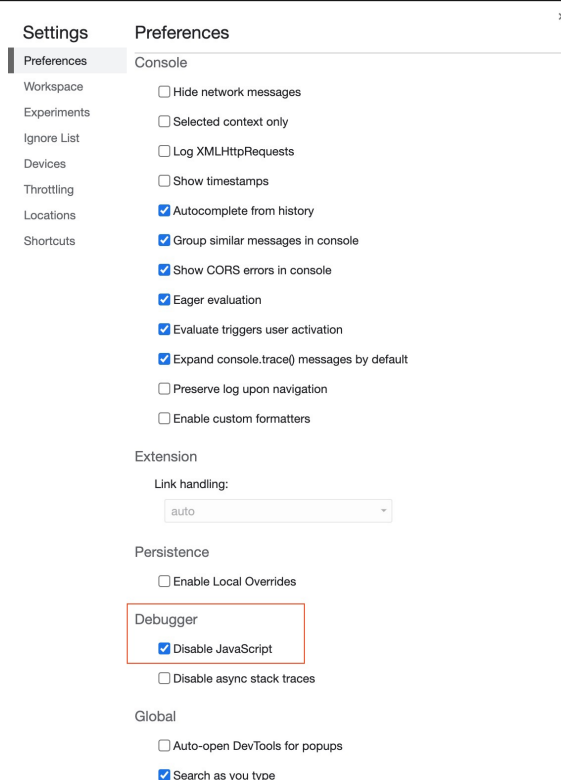 Settings
Preferences
Workspace
Experiments
Ignore List
Devices
Throttling
Locations
Shortcuts
Preferences
Console
Hide network messages
Selected context only
Log XMLHttpRequests
Show timestamps
Autocomplete from history
Group similar messages in console
Show CORS errors in console
Eager evaluation
Evaluate triggers user activation
Expand console.trace() messages by default
Preserve log upon navigation
Enable custom formatters
Extension
Link handling:
auto
Persistence
Enable Local Overrides
Debugger
Disable JavaScript
Disable async stack traces
Global
Auto-open DevTools for popups
Search as you type